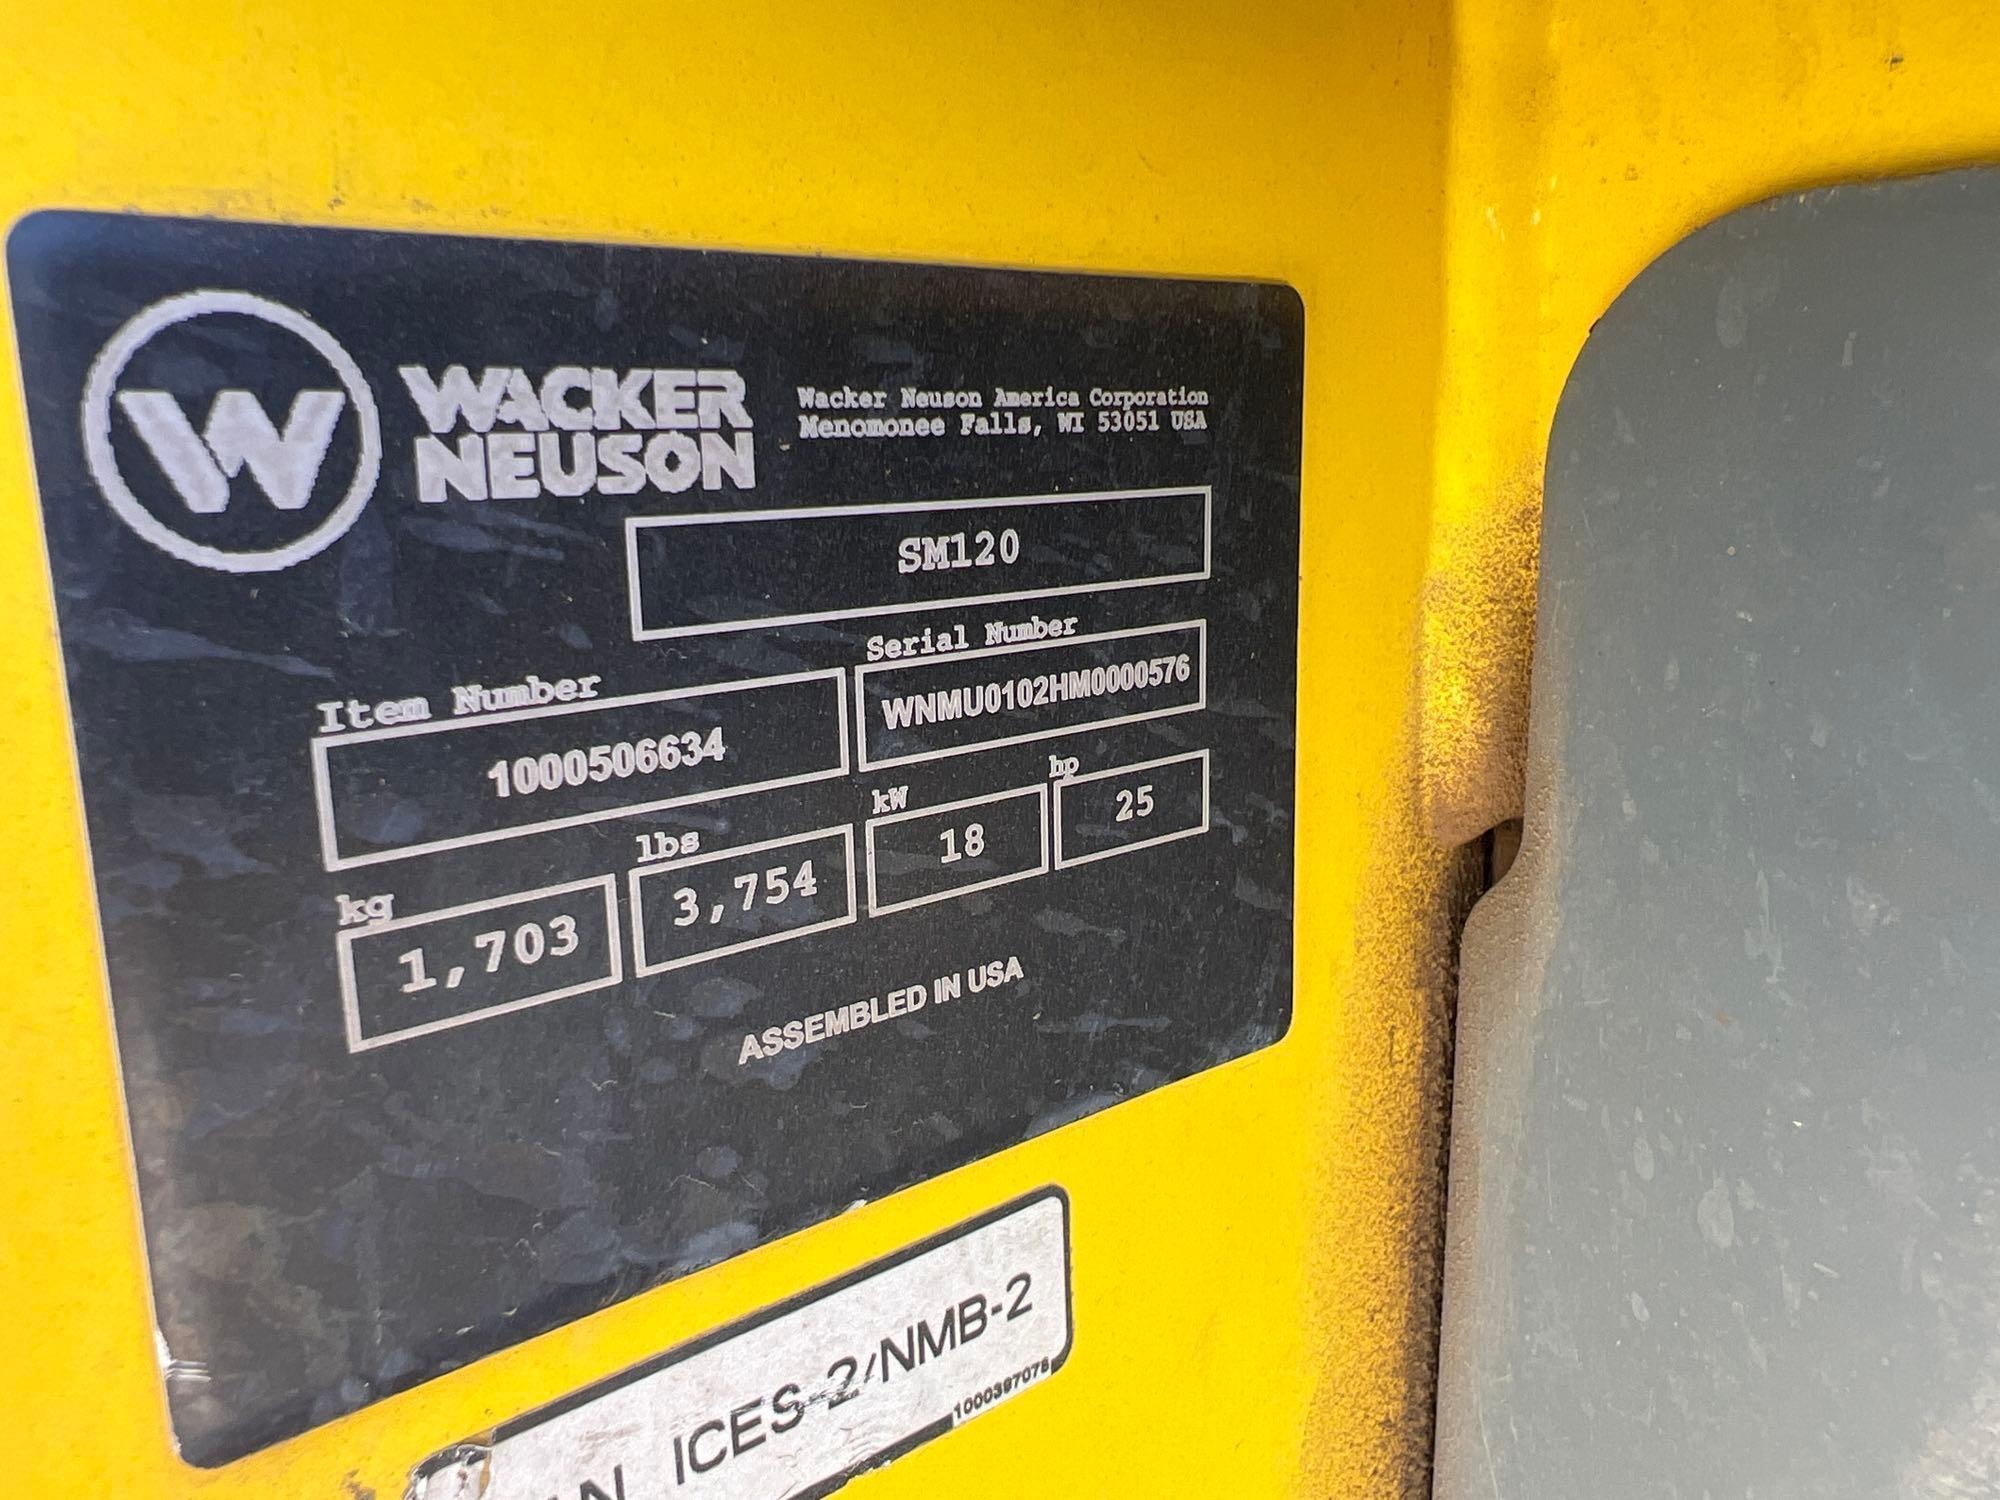 W
WACKER
NEUSON
Wacker Neuson America Corporation
Menomonee Falls, WI 53051 USA
SM120
Item Number
1000506634
Serial Number
WNMU0102HM0000576
kg
1,703
lbs
3,754
kW
18
hp
25
ASSEMBLED IN USA
ICES-2/NMB-2
1000397078